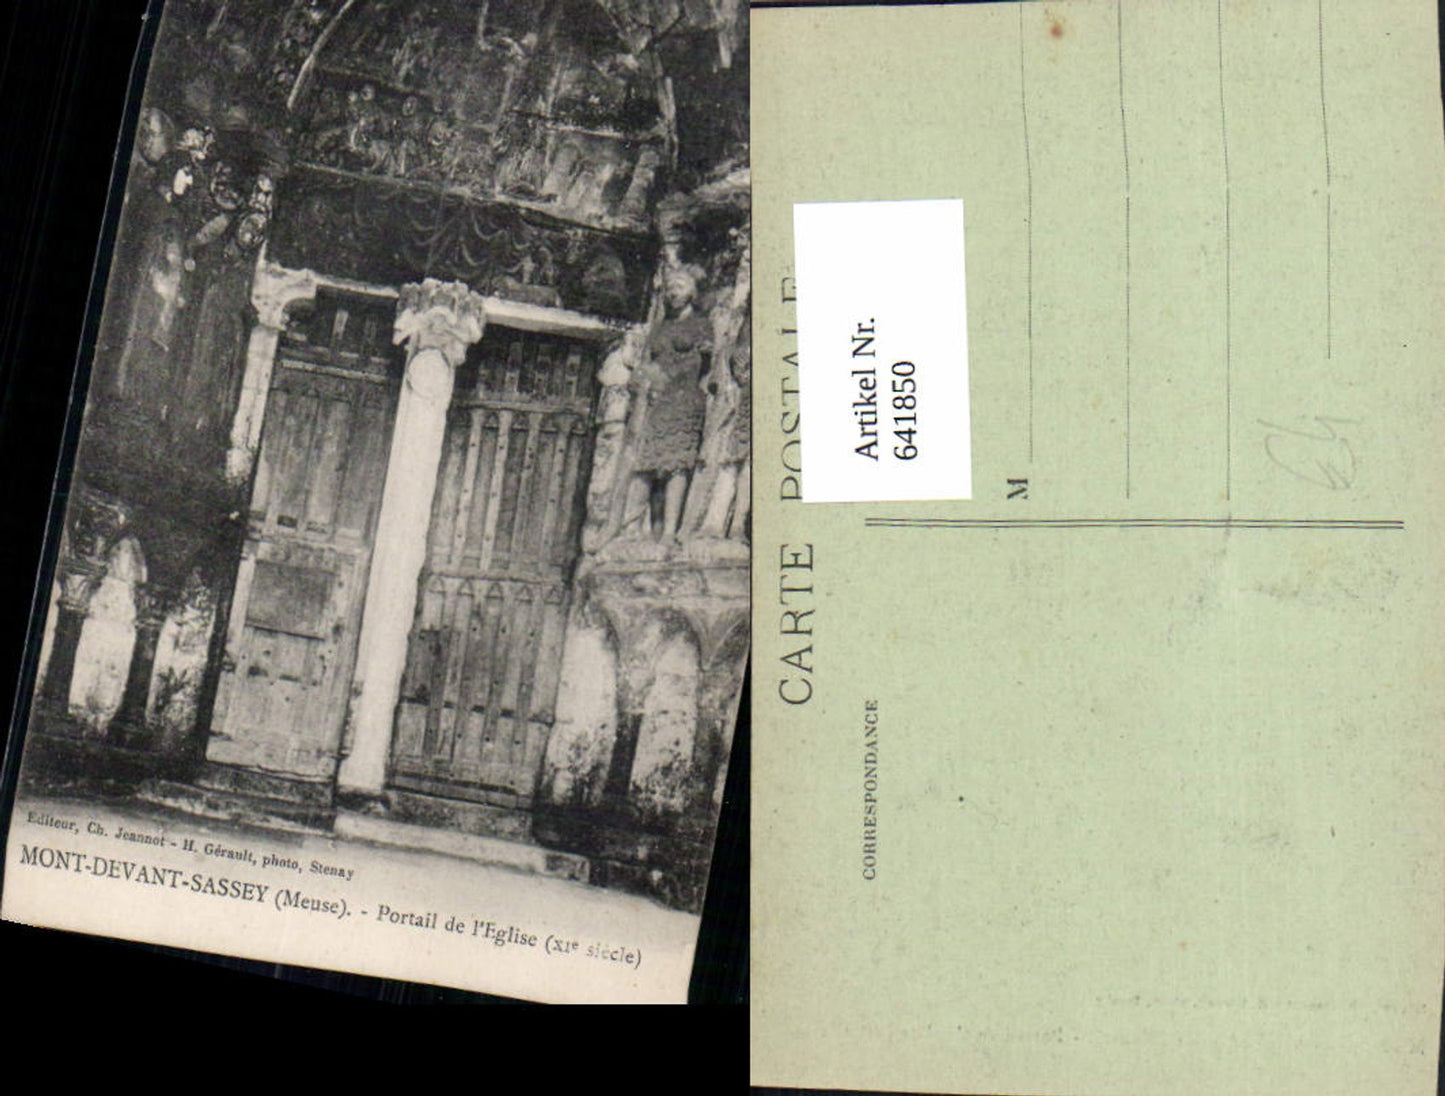 Editeur, Ch. Jeannot - H. Gérault, photo, Stenay
MONT-DEVANT-SASSEY (Meuse). - Portail de l'Eglise (XIe siècle)
CARTE POSTALE
Artikel Nr.
641850
CORRESPONDANCE
M